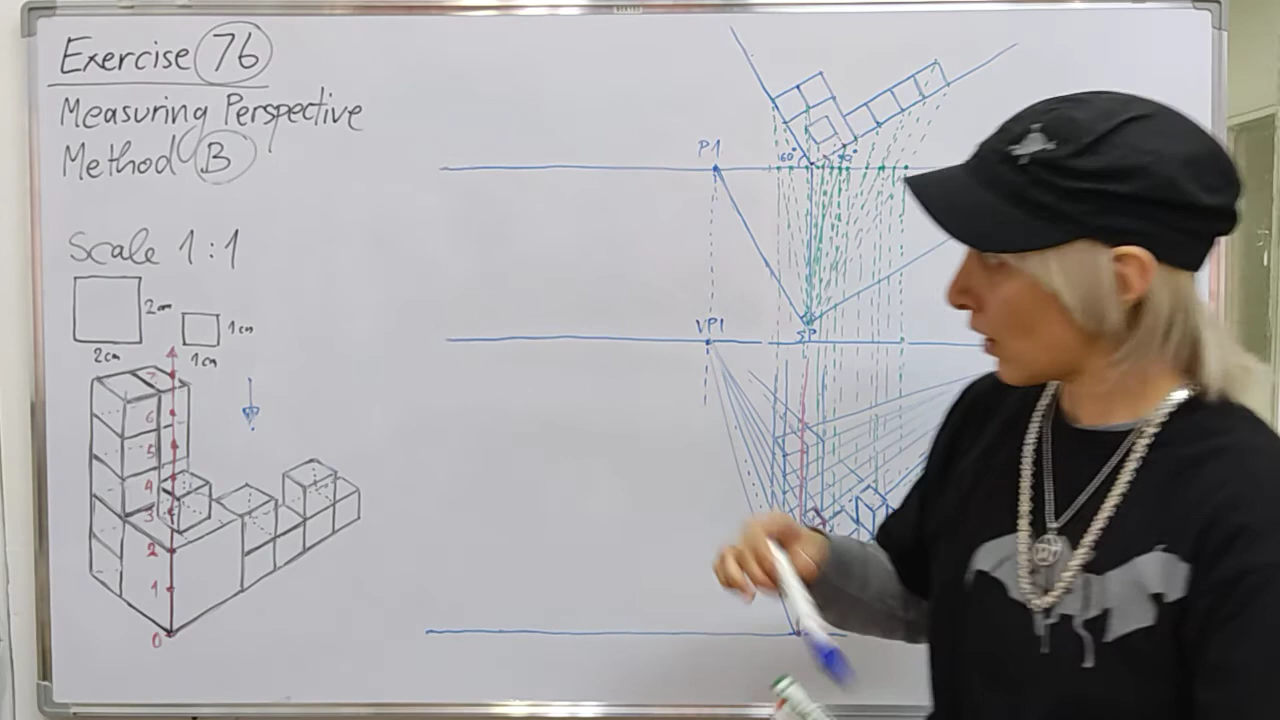 Exercise 76
Measuring Perspective
Method B
Scale 1:1
2cm
1cm
2cm
1cm
7
6
5
4
3
2
1
0
P1
60°
SP
VP1